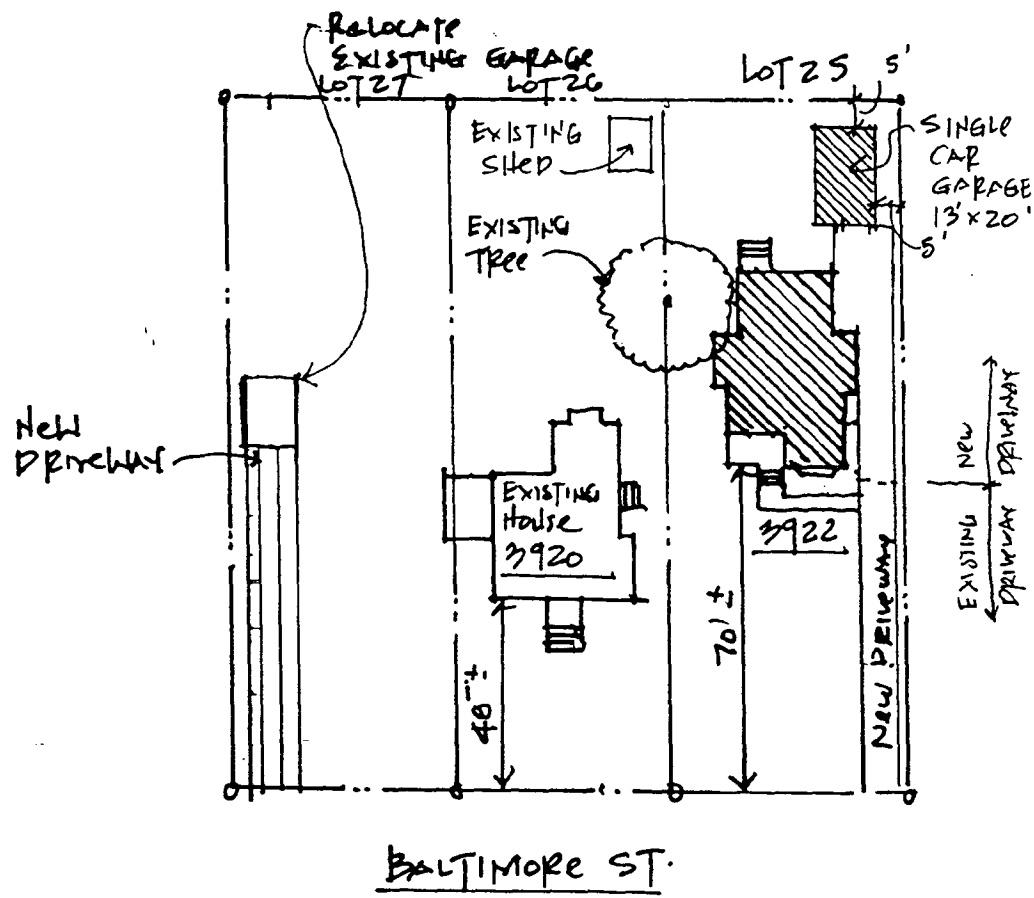 RELOCATE
EXISTING GARAGE
LOT 27
LOT 26
LOT 25
5'
EXISTING
SHED
SINGLE
CAR
GARAGE
13'x20'
5'
EXISTING
TREE
NEW
DRIVEWAY
EXISTING
House
3920
3922
NEW
DRIVEWAY
EXISTING
DRIVEWAY
NEW DRIVEWAY
70'±
±
BALTIMORE ST.